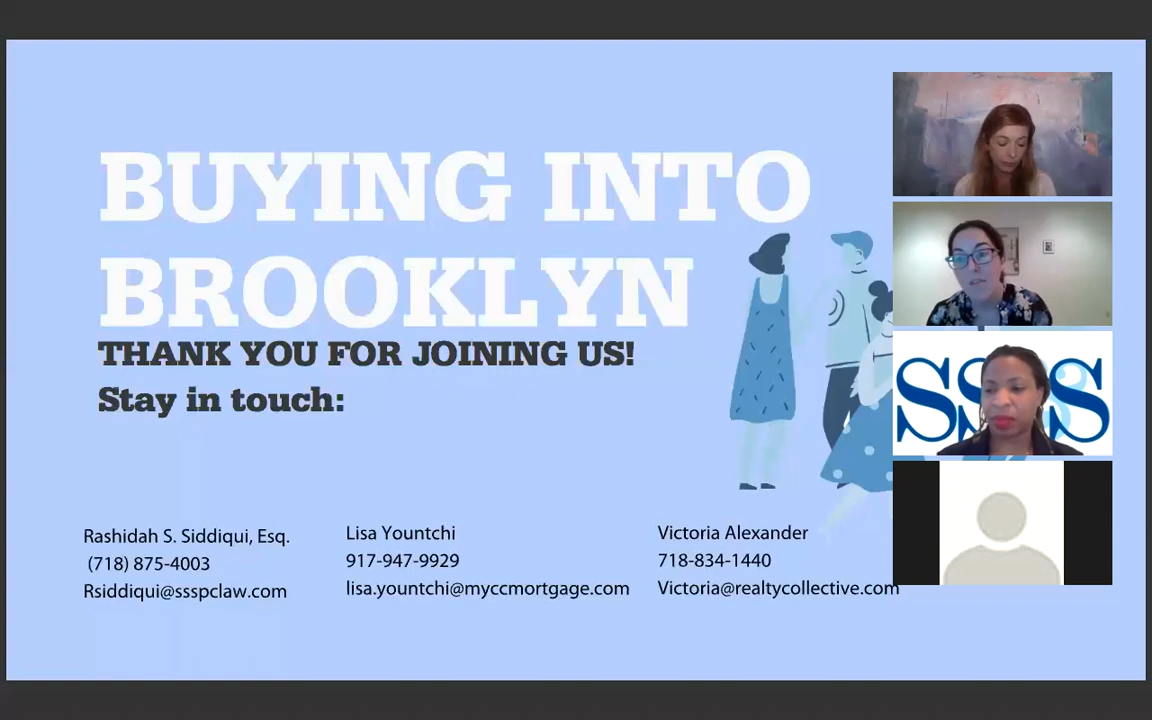 BUYING INTO
BROOKLYN
THANK YOU FOR JOINING US!
Stay in touch:
Rashidah S. Siddiqui, Esq.
(718) 875-4003
Rsiddiqui@ssspclaw.com
Lisa Yountchi
917-947-9929
lisa.yountchi@myccmortgage.com
Victoria Alexander
718-834-1440
Victoria@realtycollective.com